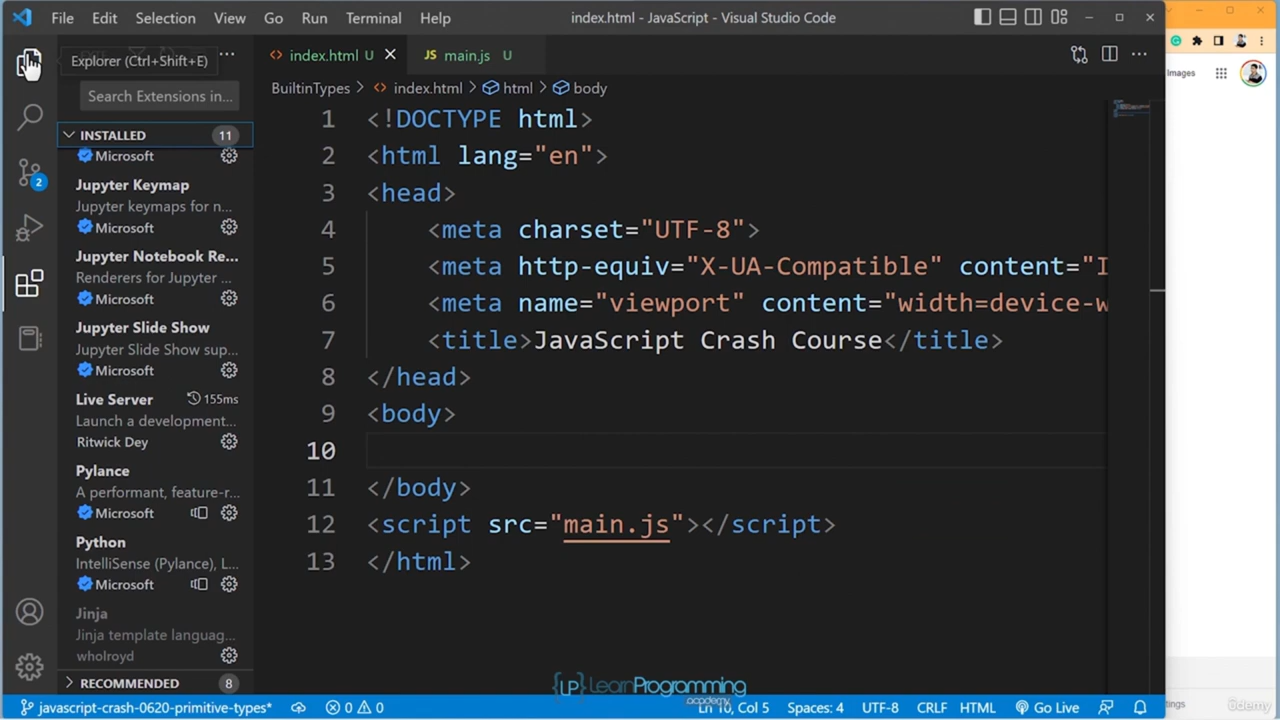 File Edit Selection View Go Run Terminal Help
index.html - JavaScript - Visual Studio Code
Explorer (Ctrl+Shift+E)
index.html U
JS main.js U
Search Extensions in...
BuiltinTypes > index.html > html > body
INSTALLED 11
Microsoft
Jupyter Keymap
Jupyter keymaps for n...
Microsoft
Jupyter Notebook Re...
Renderers for Jupyter ...
Microsoft
Jupyter Slide Show
Jupyter Slide Show sup...
Microsoft
Live Server 155ms
Launch a development...
Ritwick Dey
Pylance
A performant, feature-r...
Microsoft
Python
IntelliSense (Pylance), L...
Microsoft
Jinja
Jinja template languag...
wholroyd
RECOMMENDED 8
2
1 <!DOCTYPE html>
2 <html lang="en">
3 <head>
4 <meta charset="UTF-8">
5 <meta http-equiv="X-UA-Compatible" content="I
6 <meta name="viewport" content="width=device-w
7 <title>JavaScript Crash Course</title>
8 </head>
9 <body>
10
11 </body>
12 <script src="main.js"></script>
13 </html>
Images
{LP} LearnProgramming
.academy
javascript-crash-0620-primitive-types* 0 0 Ln 10, Col 5 Spaces: 4 UTF-8 CRLF HTML Go Live
ttings
ûdemy